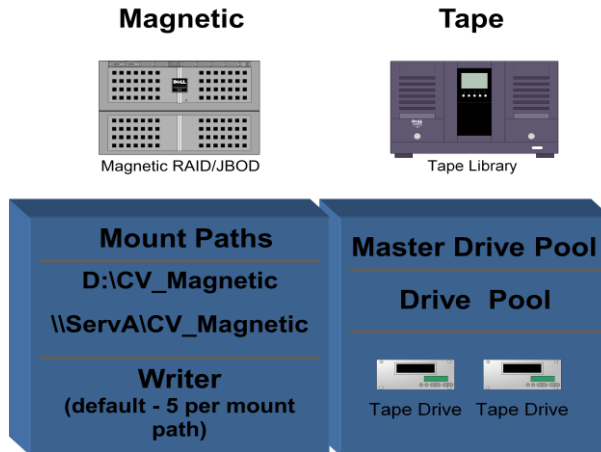 Magnetic
Tape
DELL
Magnetic RAID/JBOD
Tape Library
Mount Paths
D:\CV_Magnetic
\\ServA\CV_Magnetic
Writer
(default - 5 per mount
path)
Master Drive Pool
Drive Pool
Tape Drive
Tape Drive